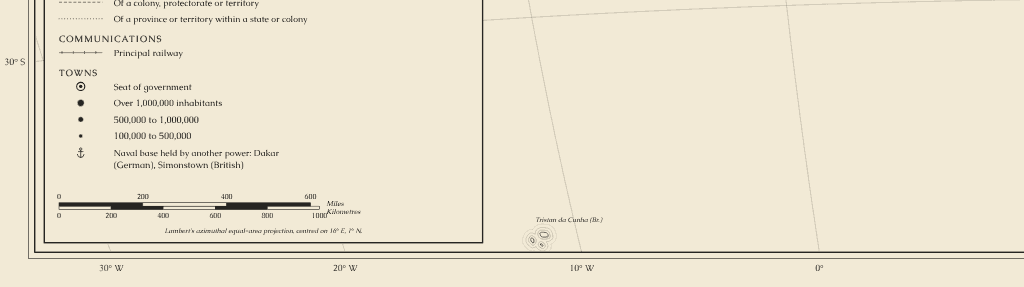 Of a colony, protectorate or territory
Of a province or territory within a state or colony
COMMUNICATIONS
Principal railway
30° S
TOWNS
Seat of government
Over 1,000,000 inhabitants
500,000 to 1,000,000
100,000 to 500,000
Naval base held by another power: Dakar
(German), Simonstown (British)
0 200 400 600
Miles
Kilometres
0 200 400 600 800 1000
Lambert's azimuthal equal-area projection, centred on 16° E, 1° N.
Tristan da Cunha (Br.)
30° W 20° W 10° W 0°